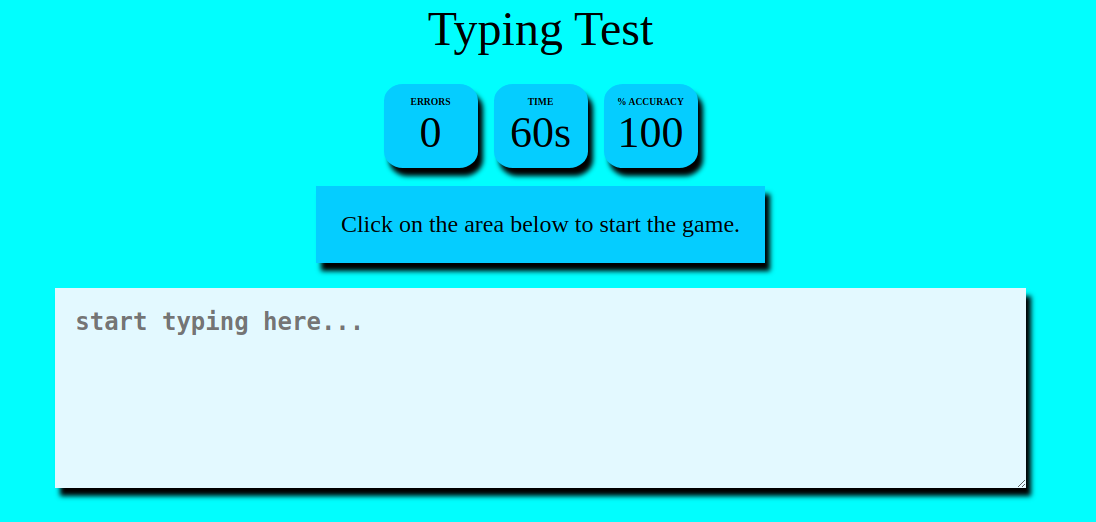 Typing Test
ERRORS TIME % ACCURACY
0 60s 100
Click on the area below to start the game.
start typing here...